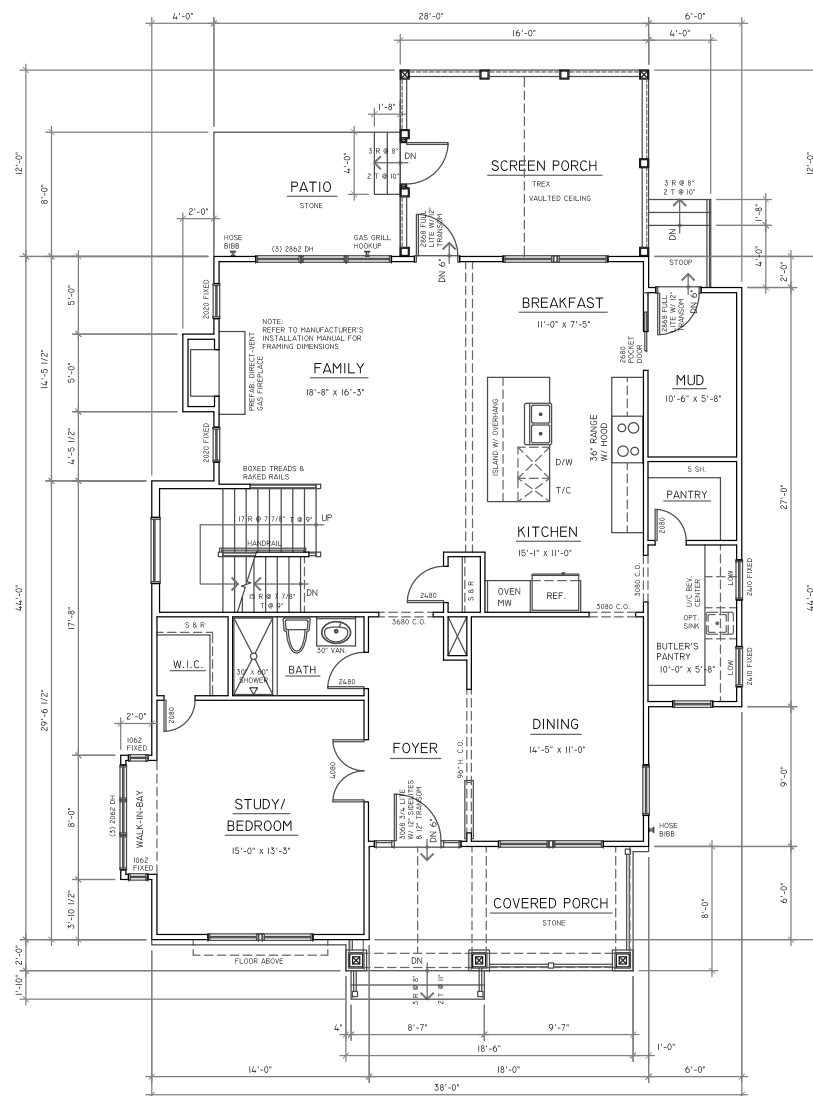 4'-0"
28'-0"
6'-0"
16'-0"
4'-0"
12'-0"
8'-0"
12'-0"
1'-8"
3 R @ 8"
DN
2 T @ 10"
4'-0"
PATIO
STONE
SCREEN PORCH
TREX
VAULTED CEILING
3 R @ 8"
2 T @ 10"
1'-8"
DN
4'-0"
2'-0"
STOOP
2'-0"
HOSE
BIBB
(3) 2862 DH
GAS GRILL
HOOKUP
2868 FULL
LITE W/ 12"
TRANSOM
DN 6"
DN 6"
2868 FULL
LITE W/ 12"
TRANSOM
5'-0"
2020 FIXED
NOTE:
REFER TO MANUFACTURER'S
INSTALLATION MANUAL FOR
FRAMING DIMENSIONS
BREAKFAST
11'-0" X 7'-5"
2680
POCKET
DOOR
14'-5 1/2"
5'-0"
PREFAB. DIRECT-VENT
GAS FIREPLACE
FAMILY
18'-8" X 16'-3"
MUD
10'-6" X 5'-8"
4'-5 1/2"
2020 FIXED
ISLAND W/ OVERHANG
36" RANGE
W/ HOOD
D/W
T/C
BOXED TREADS &
RAKED RAILS
5 SH.
PANTRY
2080
27'-0"
17 R @ 7 7/8" T @ 9"
UP
HANDRAIL
KITCHEN
15'-1" X 11'-0"
15 R @ 7 7/8"
T @ 9"
DN
2480
S & R
OVEN
MW
REF.
3080 C.O.
U/C BEV.
CENTER
LOW
2410 FIXED
44'-0"
44'-0"
17'-8"
3680 C.O.
3080 C.O.
OPT.
SINK
S & R
30" VAN.
W.I.C.
30" X 60"
SHOWER
BATH
2480
BUTLER'S
PANTRY
10'-0" X 5'-8"
LOW
2410 FIXED
29'-6 1/2"
2'-0"
2080
1062
FIXED
4080
FOYER
96" H. C.O.
DINING
14'-5" X 11'-0"
9'-0"
8'-0"
(3) 2062 DH
WALK-IN-BAY
STUDY/
BEDROOM
15'-0" X 13'-3"
3068 3/4 LITE
W/ 12" SIDELITES
& 12" TRANSOM
DN 6"
HOSE
BIBB
1062
FIXED
3'-10 1/2"
COVERED PORCH
STONE
8'-0"
6'-0"
2'-0"
FLOOR ABOVE
DN
1'-10"
3 R @ 8"
2 T @ 11"
4"
8'-7"
9'-7"
18'-6"
1'-0"
14'-0"
18'-0"
6'-0"
38'-0"